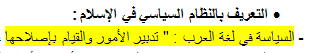 • التعريف بالنظام السياسي في الإسلام :
- السياسة في لغة العرب : " تدبير الأمور والقيام بإصلاحها